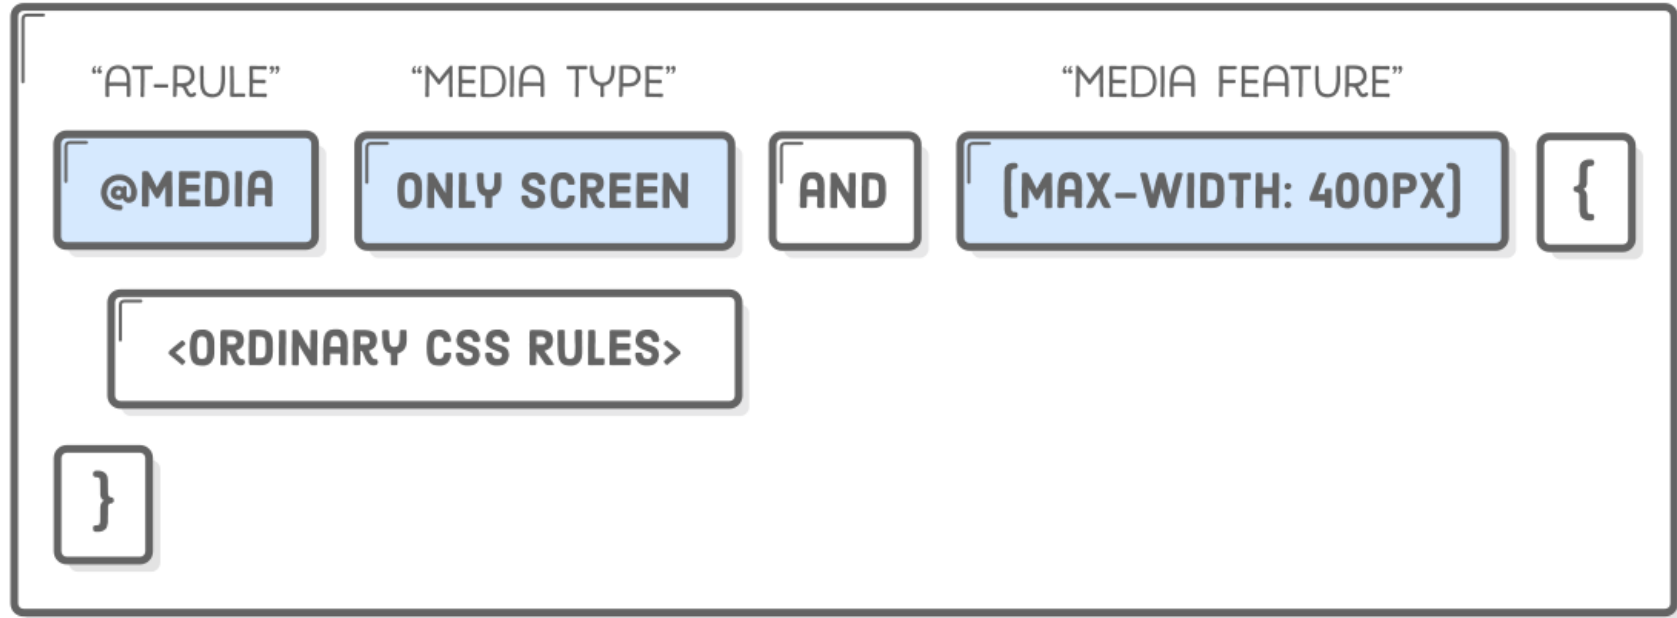 “AT-RULE” “MEDIA TYPE” “MEDIA FEATURE”
@MEDIA ONLY SCREEN AND (MAX-WIDTH: 400PX) {
<ORDINARY CSS RULES>
}